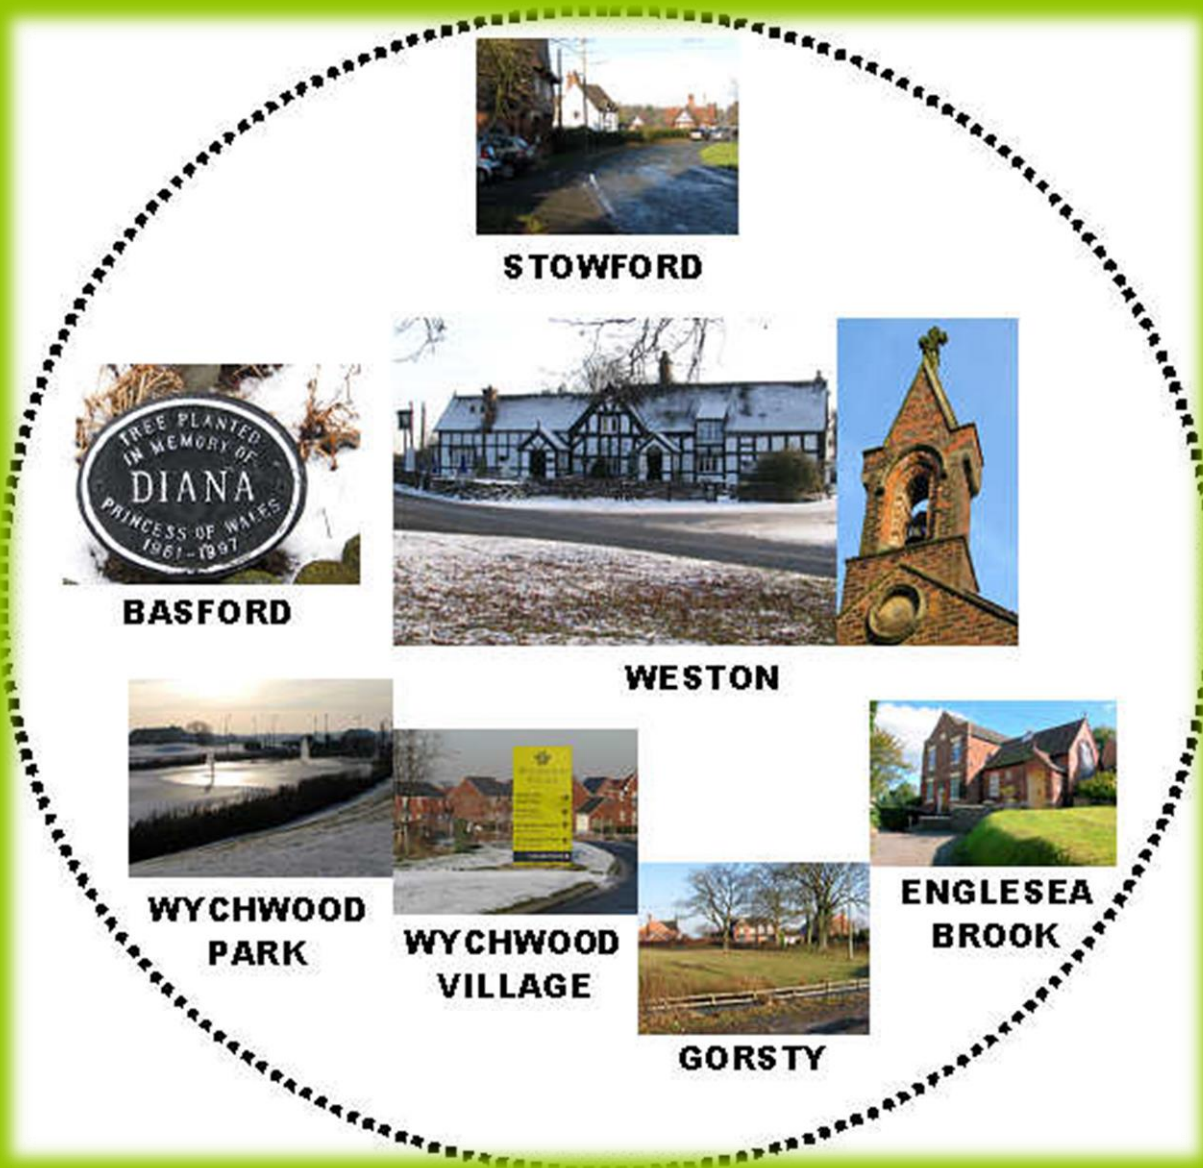 STOWFORD
TREE PLANTED
IN MEMORY OF
DIANA
PRINCESS OF WALES
1961-1997
BASFORD
WESTON
WYCHWOOD
PARK
WYCHWOOD
VILLAGE
ENGLESEA
BROOK
GORSTY